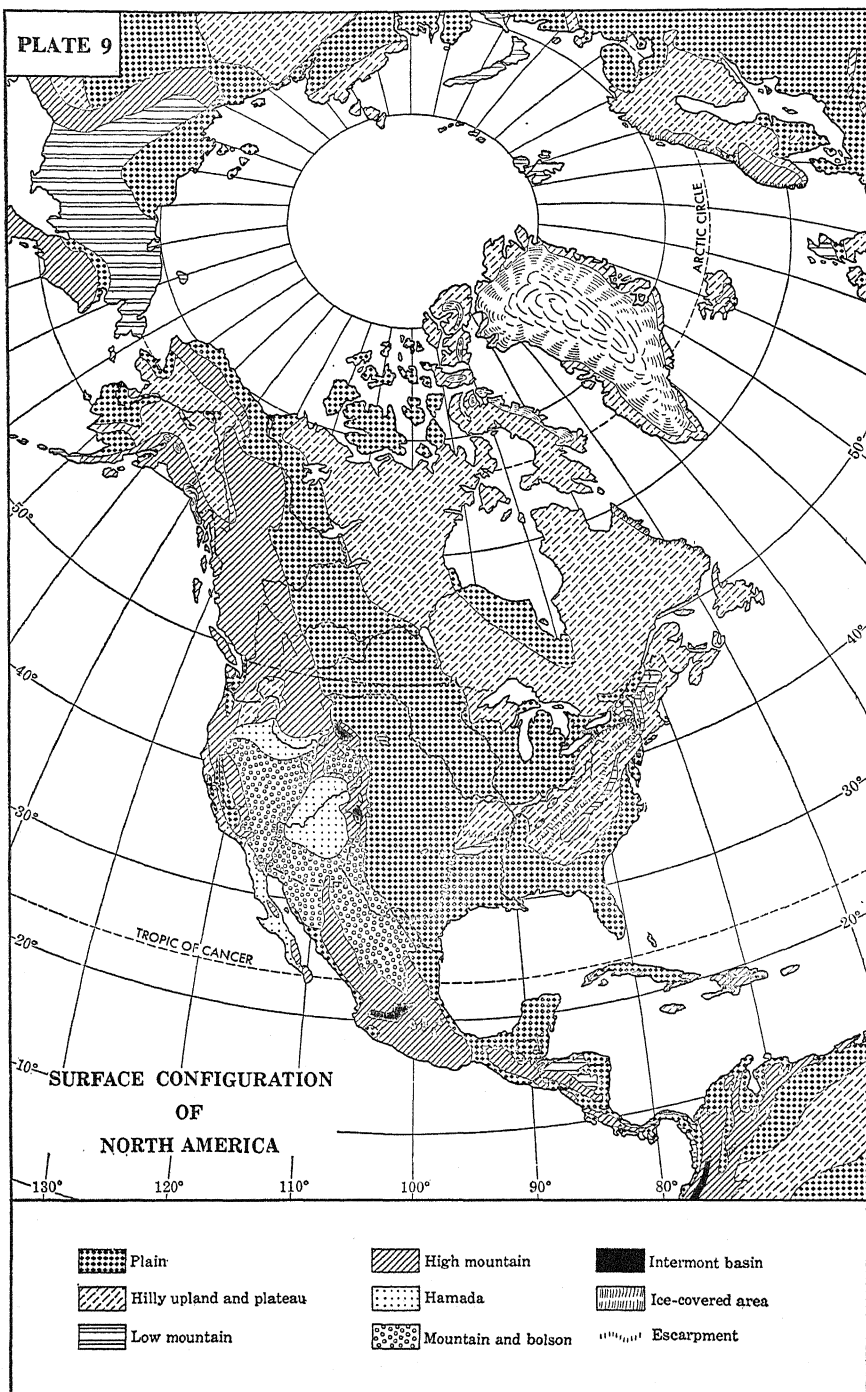 PLATE 9
ARCTIC CIRCLE
50°
50°
40°
40°
30°
30°
20°
20°
TROPIC OF CANCER
10°
SURFACE CONFIGURATION
OF
NORTH AMERICA
130° 120° 110° 100° 90° 80°
Plain
High mountain
Intermont basin
Hilly upland and plateau
Hamada
Ice-covered area
Low mountain
Mountain and bolson
Escarpment